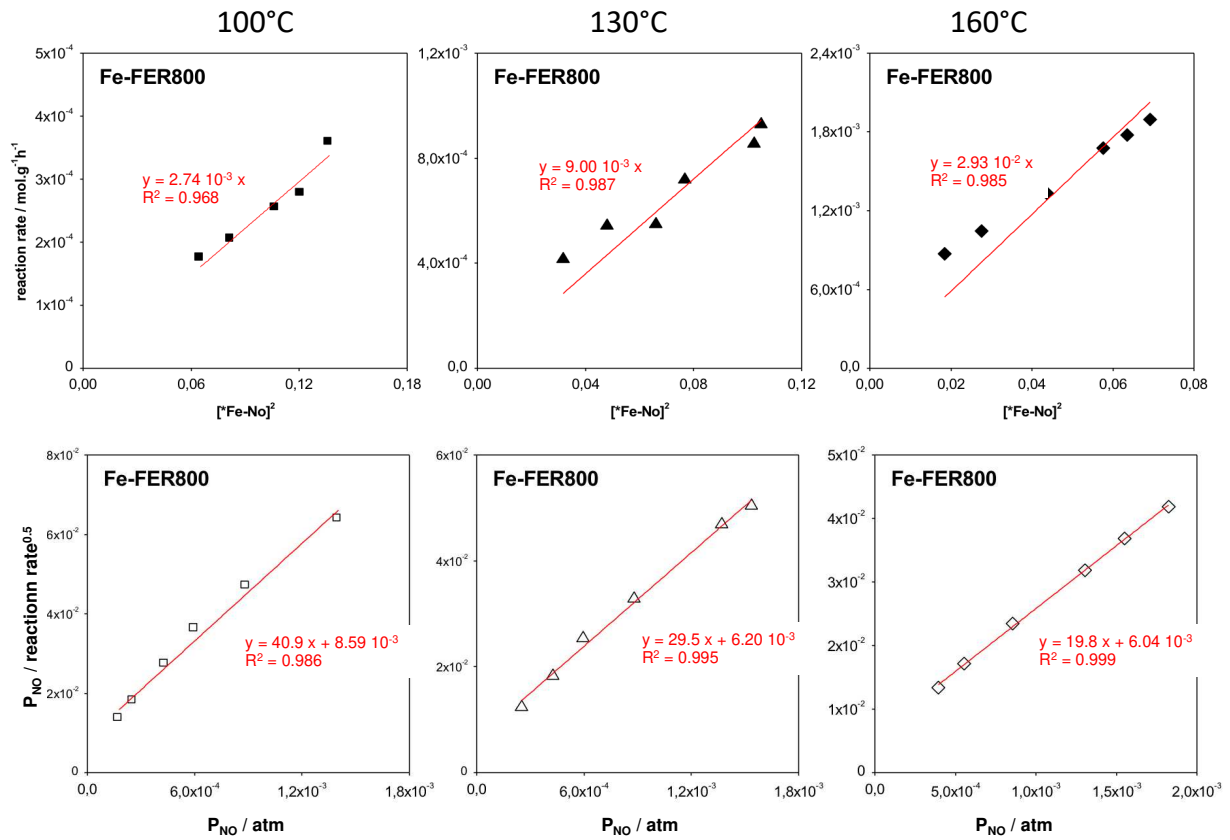 100°C
130°C
160°C
5x10-4
4x10-4
3x10-4
2x10-4
1x10-4
0
0,00
0,06
0,12
0,18
Fe-FER800
y = 2.74 10-3 x
R2 = 0.968
reaction rate / mol.g-1h-1
[*Fe-No]2
1,2x10-3
8,0x10-4
4,0x10-4
0,0
0,00
0,04
0,08
0,12
Fe-FER800
y = 9.00 10-3 x
R2 = 0.987
[*Fe-No]2
2,4x10-3
1,8x10-3
1,2x10-3
6,0x10-4
0
0,00
0,02
0,04
0,06
0,08
Fe-FER800
y = 2.93 10-2 x
R2 = 0.985
[*Fe-No]2
8x10-2
6x10-2
4x10-2
2x10-2
0
0,0
6,0x10-4
1,2x10-3
1,8x10-3
Fe-FER800
y = 40.9 x + 8.59 10-3
R2 = 0.986
PNO / reactionn rate0.5
PNO / atm
6x10-2
4x10-2
2x10-2
0
0,0
6,0x10-4
1,2x10-3
1,8x10-3
Fe-FER800
y = 29.5 x + 6.20 10-3
R2 = 0.995
PNO / atm
5x10-2
4x10-2
3x10-2
2x10-2
1x10-2
0
0,0
5,0x10-4
1,0x10-3
1,5x10-3
2,0x10-3
Fe-FER800
y = 19.8 x + 6.04 10-3
R2 = 0.999
PNO / atm